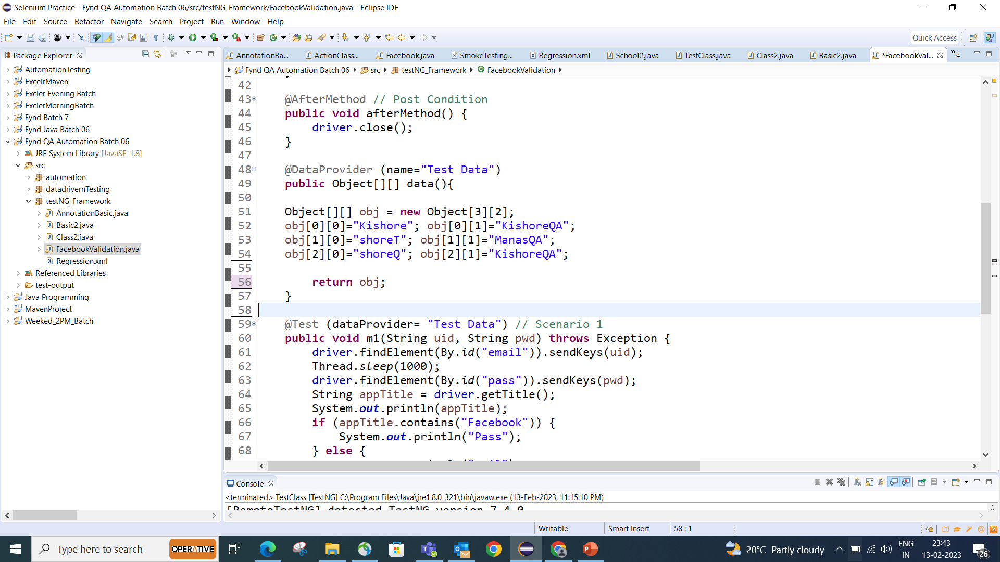 Selenium Practice - Fynd QA Automation Batch 06/src/testNG_Framework/FacebookValidation.java - Eclipse IDE
File Edit Source Refactor Navigate Search Project Run Window Help
Quick Access
Package Explorer
AutomationTesting
ExcelrMaven
Excler Evening Batch
ExclerMorningBatch
Fynd Batch 7
Fynd Java Batch 06
Fynd QA Automation Batch 06
JRE System Library [JavaSE-1.8]
src
automation
datadrivernTesting
testNG_Framework
AnnotationBasic.java
Basic2.java
Class2.java
FacebookValidation.java
Regression.xml
Referenced Libraries
test-output
Java Programming
MavenProject
Weeked_2PM_Batch
AnnotationBa... ActionClass... Facebook.java SmokeTesting... Regression.xml School2.java TestClass.java Class2.java Basic2.java *FacebookVal... 74
Fynd QA Automation Batch 06 src testNG_Framework FacebookValidation
42
43 @AfterMethod // Post Condition
44 public void afterMethod() {
45 driver.close();
46 }
47
48 @DataProvider (name="Test Data")
49 public Object[][] data(){
50
51 Object[][] obj = new Object[3][2];
52 obj[0][0]="Kishore"; obj[0][1]="KishoreQA";
53 obj[1][0]="shoreT"; obj[1][1]="ManasQA";
54 obj[2][0]="shoreQ"; obj[2][1]="KishoreQA";
55
56 return obj;
57 }
58
59 @Test (dataProvider= "Test Data") // Scenario 1
60 public void m1(String uid, String pwd) throws Exception {
61 driver.findElement(By.id("email")).sendKeys(uid);
62 Thread.sleep(1000);
63 driver.findElement(By.id("pass")).sendKeys(pwd);
64 String appTitle = driver.getTitle();
65 System.out.println(appTitle);
66 if (appTitle.contains("Facebook")) {
67 System.out.println("Pass");
68 } else {
Console
<terminated> TestClass [TestNG] C:\Program Files\Java\jre1.8.0_321\bin\javaw.exe (13-Feb-2023, 11:15:10 PM)
[RemoteTestNG] detected TestNG version 7.4.0
Writable Smart Insert 58 : 1
Type here to search
OPERATIVE
20°C Partly cloudy
ENG
IN
23:43
13-02-2023
26